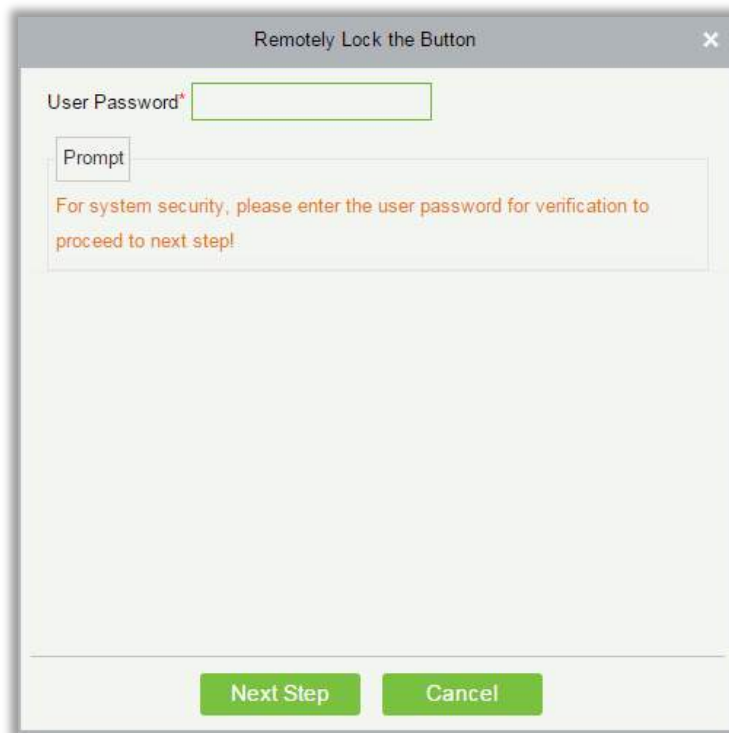 Remotely Lock the Button
User Password*
Prompt
For system security, please enter the user password for verification to
proceed to next step!
Next Step
Cancel